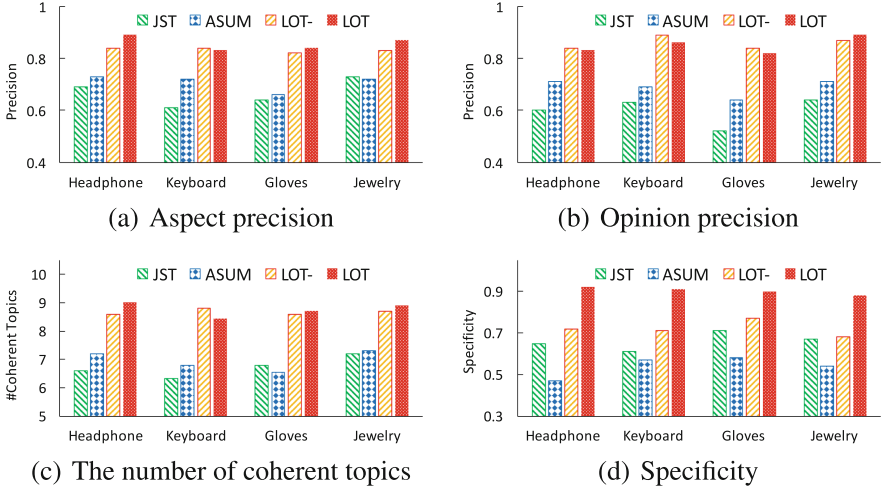 JST ASUM LOT- LOT
1
0.8
0.6
0.4
Precision
Headphone Keyboard Gloves Jewelry
(a) Aspect precision
JST ASUM LOT- LOT
1
0.8
0.6
0.4
Precision
Headphone Keyboard Gloves Jewelry
(b) Opinion precision
JST ASUM LOT- LOT
10
9
8
7
6
5
#Coherent Topics
Headphone Keyboard Gloves Jewelry
(c) The number of coherent topics
JST ASUM LOT- LOT
0.9
0.7
0.5
0.3
Specificity
Headphone Keyboard Gloves Jewelry
(d) Specificity